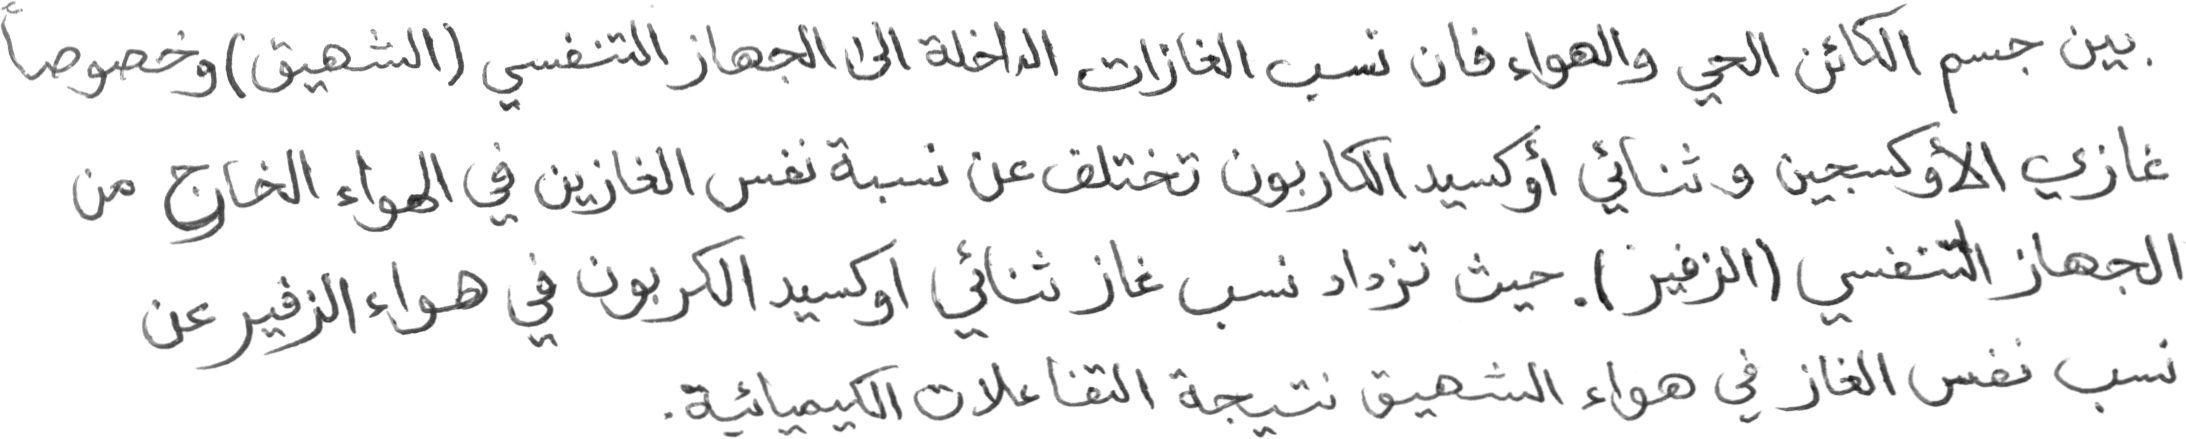 بين جسم الكائن الحي والهواء فان نسب الغازات الداخلة الى الجهاز التنفسي (الشهيق) وخصوصاً
غازي الأوكسجين و ثنائي أوكسيد الكاربون تختلف عن نسبة نفس الغازين في الهواء الخارج من
الجهاز التنفسي (الزفير). حيث تزداد نسب غاز ثنائي اوكسيد الكربون في هواء الزفير عن
نسب نفس الغاز في هواء الشهيق نتيجة التفاعلات الكيميائية.